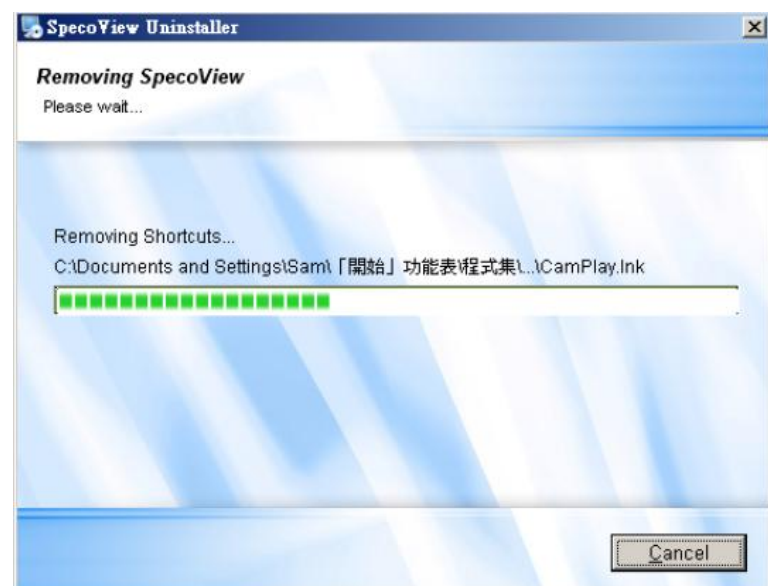 SpecoView Uninstaller
Removing SpecoView
Please wait...
Removing Shortcuts...
C:\Documents and Settings\Sam\「開始」功能表\程式集\...\CamPlay.lnk
Cancel